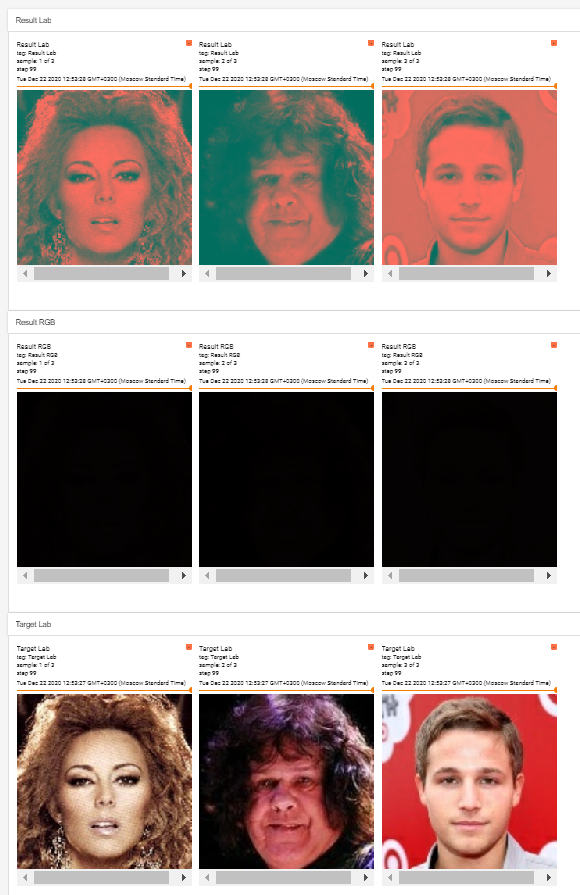 Result Lab
Result Lab
tag: Result Lab
sample: 1 of 3
step 99
Tue Dec 22 2020 12:53:28 GMT+0300 (Moscow Standard Time)
Result Lab
tag: Result Lab
sample: 2 of 3
step 99
Tue Dec 22 2020 12:53:28 GMT+0300 (Moscow Standard Time)
Result Lab
tag: Result Lab
sample: 3 of 3
step 99
Tue Dec 22 2020 12:53:28 GMT+0300 (Moscow Standard Time)
Result RGB
Result RGB
tag: Result RGB
sample: 1 of 3
step 99
Tue Dec 22 2020 12:53:28 GMT+0300 (Moscow Standard Time)
Result RGB
tag: Result RGB
sample: 2 of 3
step 99
Tue Dec 22 2020 12:53:28 GMT+0300 (Moscow Standard Time)
Result RGB
tag: Result RGB
sample: 3 of 3
step 99
Tue Dec 22 2020 12:53:28 GMT+0300 (Moscow Standard Time)
Target Lab
Target Lab
tag: Target Lab
sample: 1 of 3
step 99
Tue Dec 22 2020 12:53:27 GMT+0300 (Moscow Standard Time)
Target Lab
tag: Target Lab
sample: 2 of 3
step 99
Tue Dec 22 2020 12:53:27 GMT+0300 (Moscow Standard Time)
Target Lab
tag: Target Lab
sample: 3 of 3
step 99
Tue Dec 22 2020 12:53:27 GMT+0300 (Moscow Standard Time)